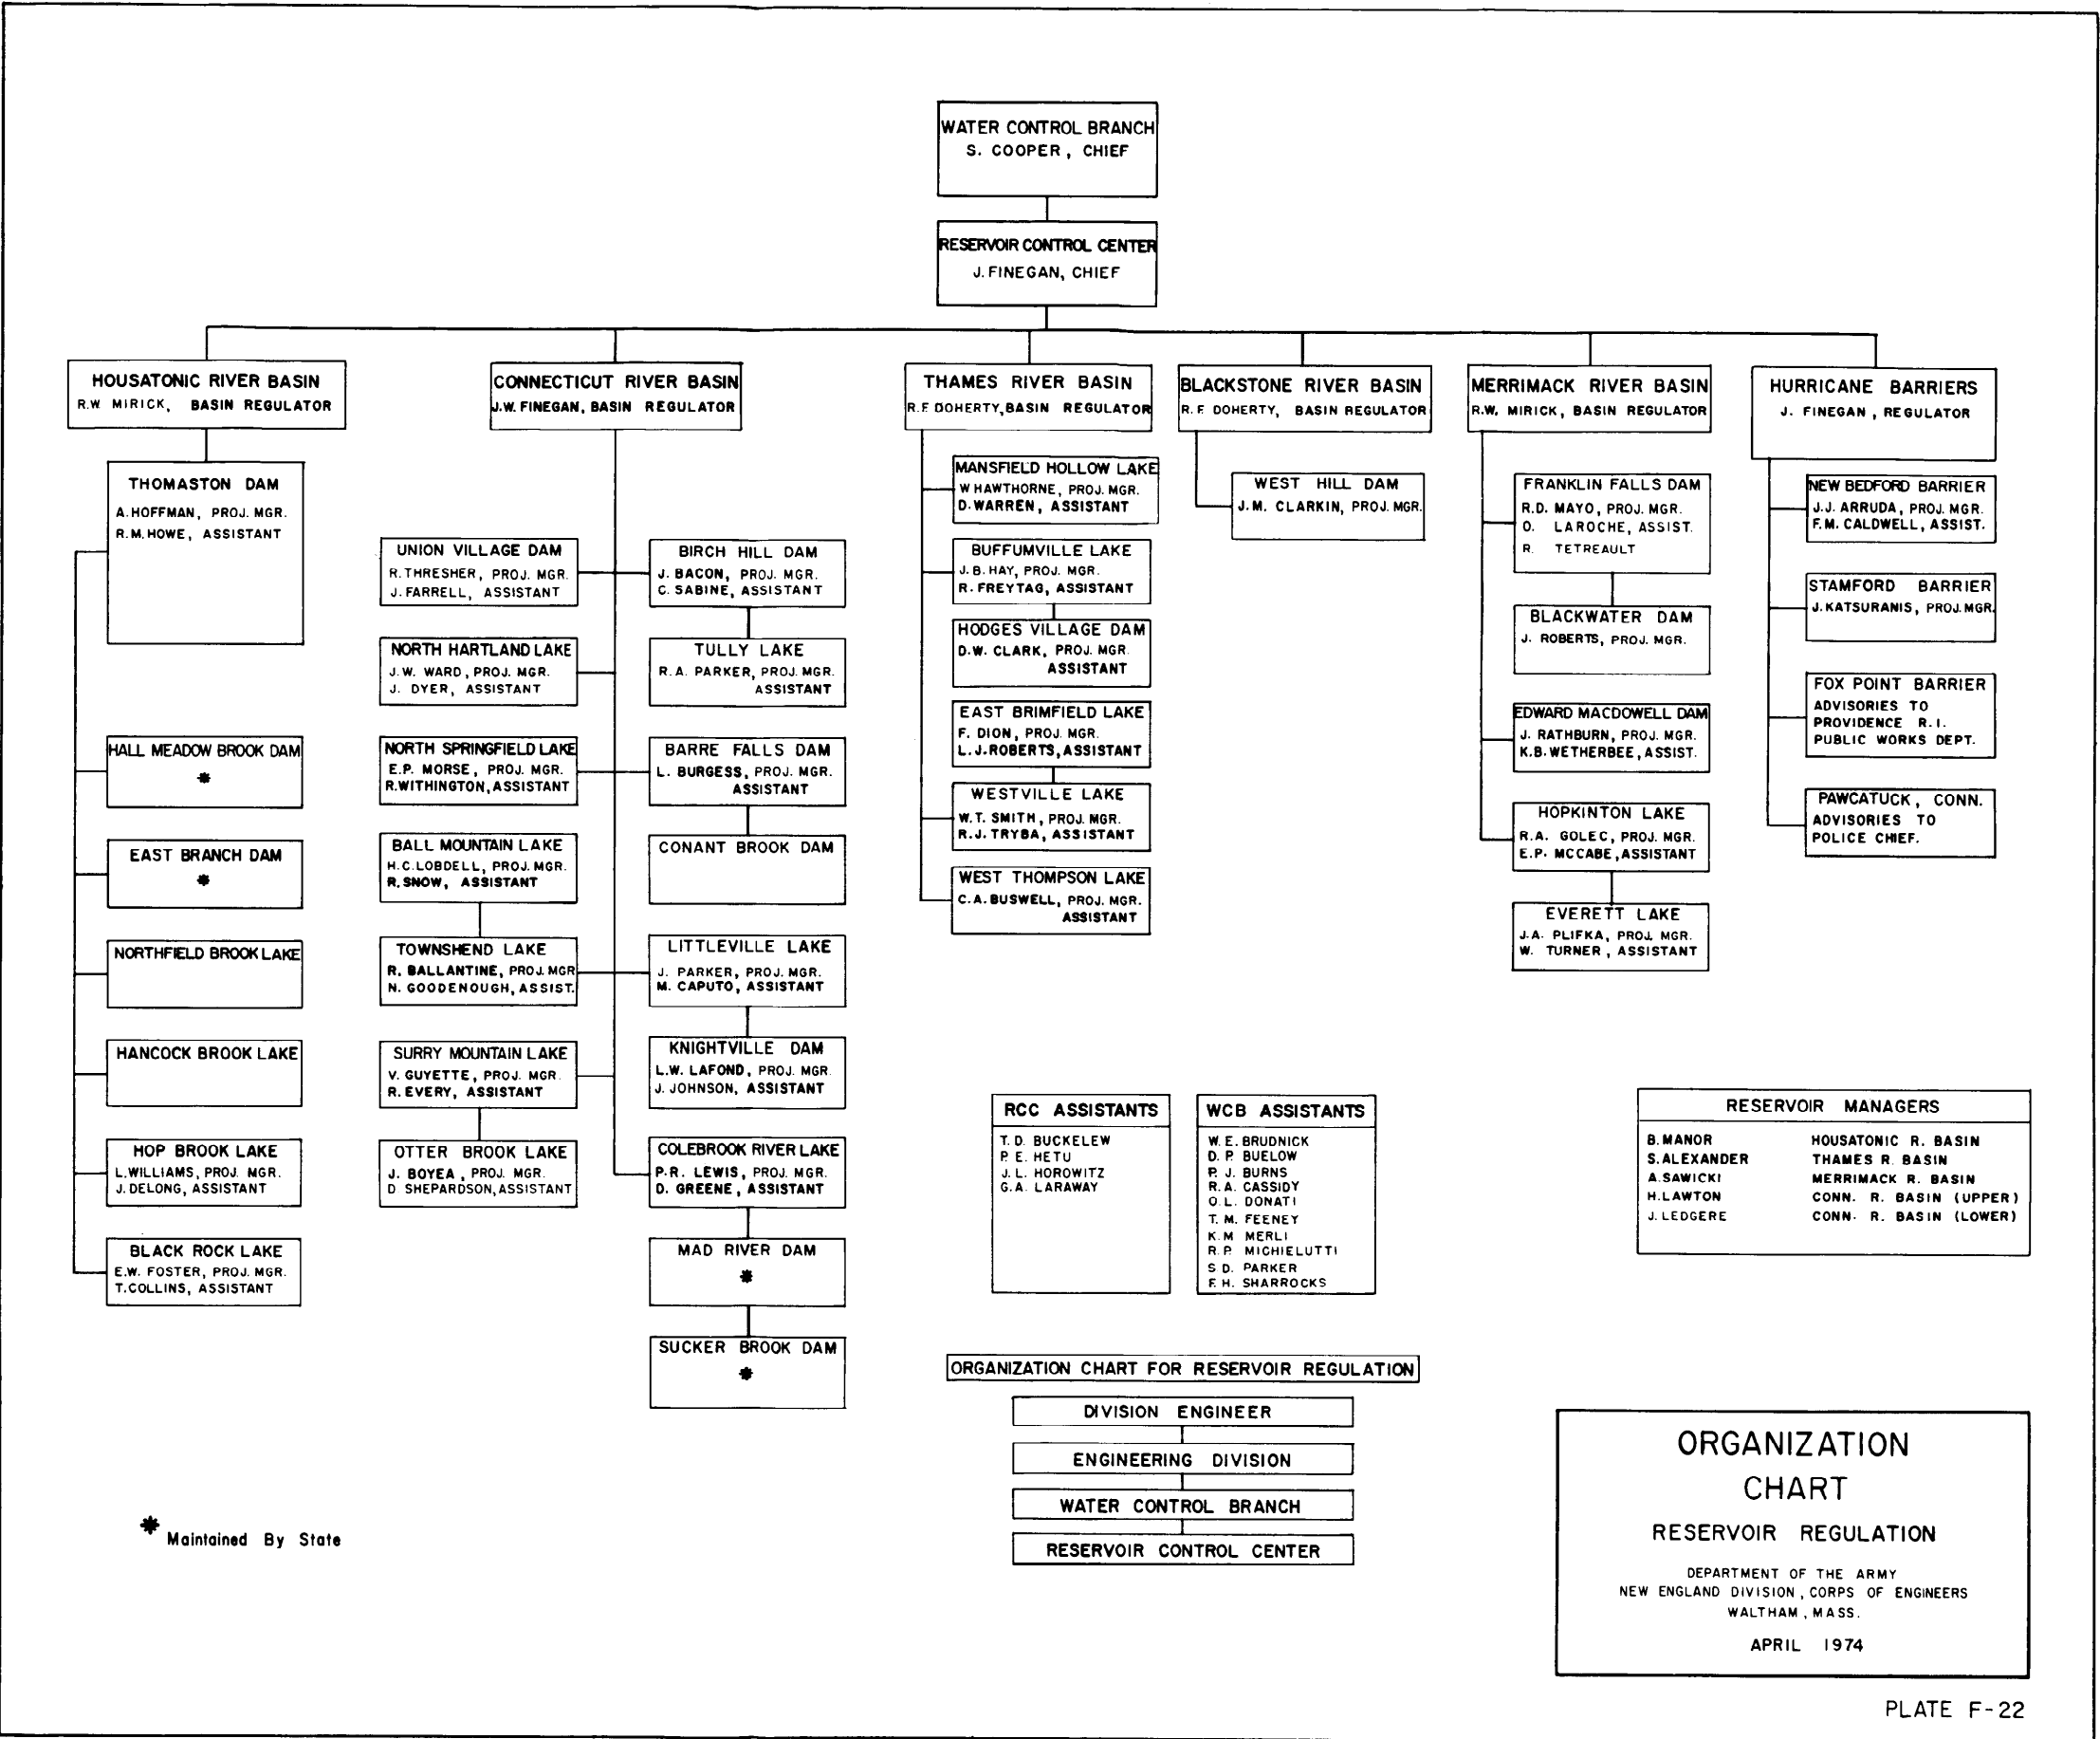 WATER CONTROL BRANCH
S. COOPER, CHIEF
RESERVOIR CONTROL CENTER
J. FINEGAN, CHIEF
HOUSATONIC RIVER BASIN
R.W. MIRICK, BASIN REGULATOR
THOMASTON DAM
A. HOFFMAN, PROJ. MGR.
R.M. HOWE, ASSISTANT
HALL MEADOW BROOK DAM
*
EAST BRANCH DAM
*
NORTHFIELD BROOK LAKE
HANCOCK BROOK LAKE
HOP BROOK LAKE
L. WILLIAMS, PROJ. MGR.
J. DELONG, ASSISTANT
BLACK ROCK LAKE
E.W. FOSTER, PROJ. MGR.
T. COLLINS, ASSISTANT
CONNECTICUT RIVER BASIN
J.W. FINEGAN, BASIN REGULATOR
UNION VILLAGE DAM
R. THRESHER, PROJ. MGR.
J. FARRELL, ASSISTANT
NORTH HARTLAND LAKE
J.W. WARD, PROJ. MGR.
J. DYER, ASSISTANT
NORTH SPRINGFIELD LAKE
E.P. MORSE, PROJ. MGR.
R. WITHINGTON, ASSISTANT
BALL MOUNTAIN LAKE
H.C. LOBDELL, PROJ. MGR.
R. SNOW, ASSISTANT
TOWNSHEND LAKE
R. BALLANTINE, PROJ. MGR
N. GOODENOUGH, ASSIST.
SURRY MOUNTAIN LAKE
V. GUYETTE, PROJ. MGR.
R. EVERY, ASSISTANT
OTTER BROOK LAKE
J. BOYEA, PROJ. MGR.
D. SHEPARDSON, ASSISTANT
BIRCH HILL DAM
J. BACON, PROJ. MGR.
C. SABINE, ASSISTANT
TULLY LAKE
R.A. PARKER, PROJ. MGR.
ASSISTANT
BARRE FALLS DAM
L. BURGESS, PROJ. MGR.
ASSISTANT
CONANT BROOK DAM
LITTLEVILLE LAKE
J. PARKER, PROJ. MGR.
M. CAPUTO, ASSISTANT
KNIGHTVILLE DAM
L.W. LAFOND, PROJ. MGR.
J. JOHNSON, ASSISTANT
COLEBROOK RIVER LAKE
P.R. LEWIS, PROJ. MGR.
D. GREENE, ASSISTANT
MAD RIVER DAM
*
SUCKER BROOK DAM
*
THAMES RIVER BASIN
R.F. DOHERTY, BASIN REGULATOR
MANSFIELD HOLLOW LAKE
W HAWTHORNE, PROJ. MGR.
D. WARREN, ASSISTANT
BUFFUMVILLE LAKE
J.B. HAY, PROJ. MGR.
R. FREYTAG, ASSISTANT
HODGES VILLAGE DAM
D.W. CLARK, PROJ. MGR.
ASSISTANT
EAST BRIMFIELD LAKE
F. DION, PROJ. MGR.
L.J. ROBERTS, ASSISTANT
WESTVILLE LAKE
W.T. SMITH, PROJ. MGR.
R.J. TRYBA, ASSISTANT
WEST THOMPSON LAKE
C.A. BUSWELL, PROJ. MGR.
ASSISTANT
BLACKSTONE RIVER BASIN
R.F. DOHERTY, BASIN REGULATOR
WEST HILL DAM
J.M. CLARKIN, PROJ. MGR.
MERRIMACK RIVER BASIN
R.W. MIRICK, BASIN REGULATOR
FRANKLIN FALLS DAM
R.D. MAYO, PROJ. MGR.
O. LAROCHE, ASSIST.
R. TETREAULT
BLACKWATER DAM
J. ROBERTS, PROJ. MGR.
EDWARD MACDOWELL DAM
J. RATHBURN, PROJ. MGR.
K.B. WETHERBEE, ASSIST.
HOPKINTON LAKE
R.A. GOLEC, PROJ. MGR.
E.P. MCCABE, ASSISTANT
EVERETT LAKE
J.A. PLIFKA, PROJ. MGR.
W. TURNER, ASSISTANT
HURRICANE BARRIERS
J. FINEGAN, REGULATOR
NEW BEDFORD BARRIER
J.J. ARRUDA, PROJ. MGR.
F.M. CALDWELL, ASSIST.
STAMFORD BARRIER
J. KATSURANIS, PROJ. MGR.
FOX POINT BARRIER
ADVISORIES TO
PROVIDENCE R.I.
PUBLIC WORKS DEPT.
PAWCATUCK, CONN.
ADVISORIES TO
POLICE CHIEF.
RCC ASSISTANTS
T.D. BUCKELEW
P.E. HETU
J.L. HOROWITZ
G.A. LARAWAY
WCB ASSISTANTS
W.E. BRUDNICK
D.P. BUELOW
P.J. BURNS
R.A. CASSIDY
O.L. DONATI
T.M. FEENEY
K.M MERLI
R.P. MICHIELUTTI
S D. PARKER
F.H. SHARROCKS
RESERVOIR MANAGERS
B. MANOR HOUSATONIC R. BASIN
S. ALEXANDER THAMES R. BASIN
A. SAWICKI MERRIMACK R. BASIN
H. LAWTON CONN. R. BASIN (UPPER)
J. LEDGERE CONN. R. BASIN (LOWER)
ORGANIZATION CHART FOR RESERVOIR REGULATION
DIVISION ENGINEER
ENGINEERING DIVISION
WATER CONTROL BRANCH
RESERVOIR CONTROL CENTER
* Maintained By State
ORGANIZATION
CHART
RESERVOIR REGULATION
DEPARTMENT OF THE ARMY
NEW ENGLAND DIVISION, CORPS OF ENGINEERS
WALTHAM, MASS.
APRIL 1974
PLATE F-22